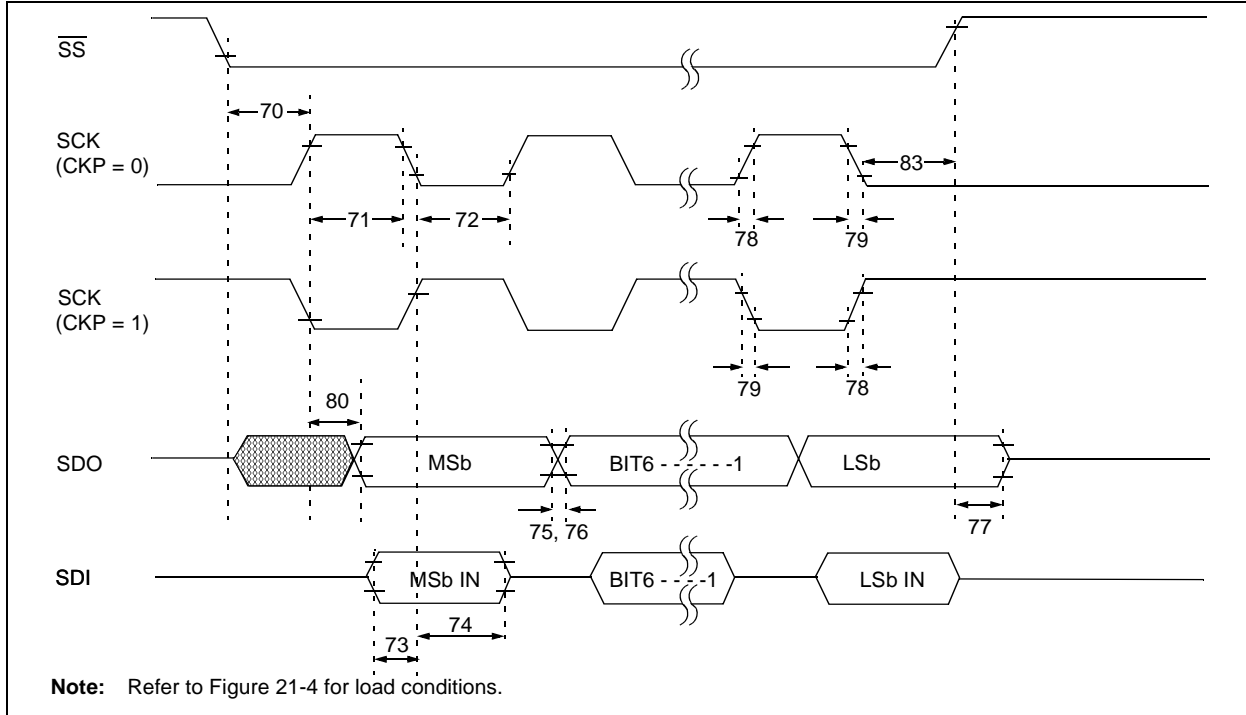 SS
70
SCK
(CKP = 0)
83
71
72
78
79
SCK
(CKP = 1)
79
78
80
SDO
MSb
BIT6 - - - - - -1
LSb
75, 76
77
SDI
MSb IN
BIT6 - - - -1
LSb IN
74
73
Note: Refer to Figure 21-4 for load conditions.